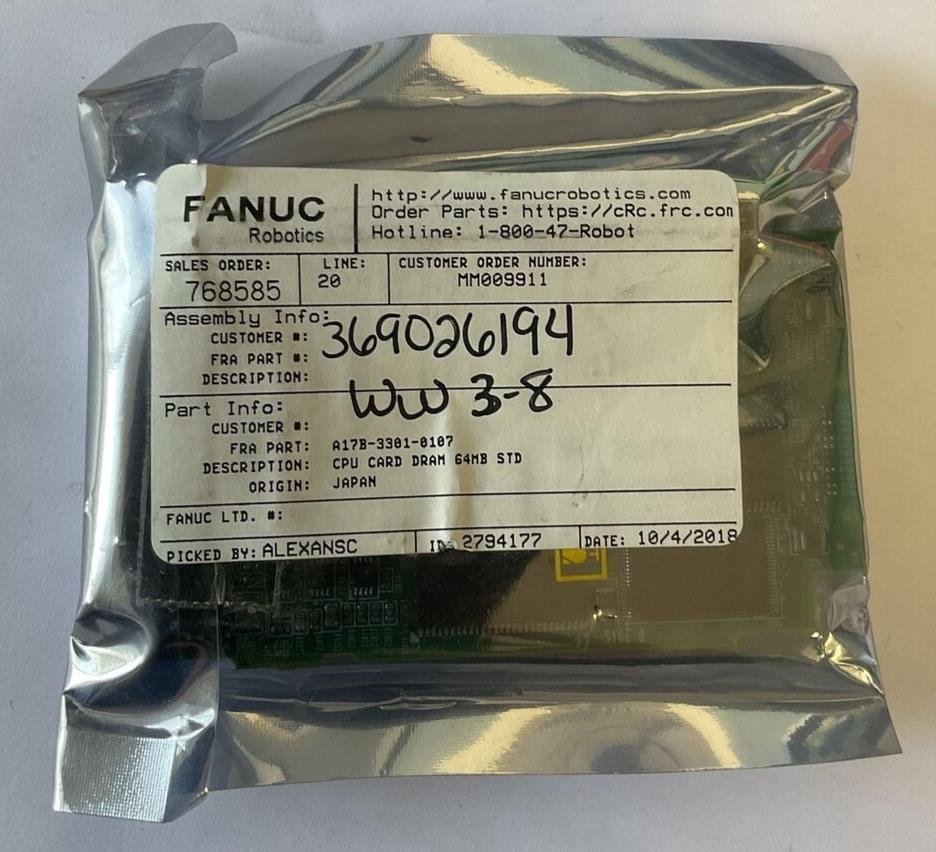 FANUC
Robotics
http://www.fanucrobotics.com
Order Parts: https://cRc.frc.com
Hotline: 1-800-47-Robot
SALES ORDER: 768585
LINE: 20
CUSTOMER ORDER NUMBER: MM009911
Assembly Info:
CUSTOMER #: 369026194
FRA PART #:
DESCRIPTION:
WW 3-8
Part Info:
CUSTOMER #:
FRA PART: A17B-3301-0107
DESCRIPTION: CPU CARD DRAM 64MB STD
ORIGIN: JAPAN
FANUC LTD. #:
PICKED BY: ALEXANSC
ID: 2794177
DATE: 10/4/2018